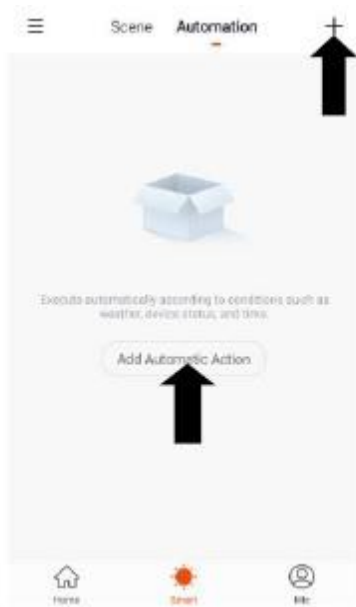 Scene Automation
Execute automatically according to conditions such as
weather, device status, and time.
Add Automatic Action
Home Smart Me